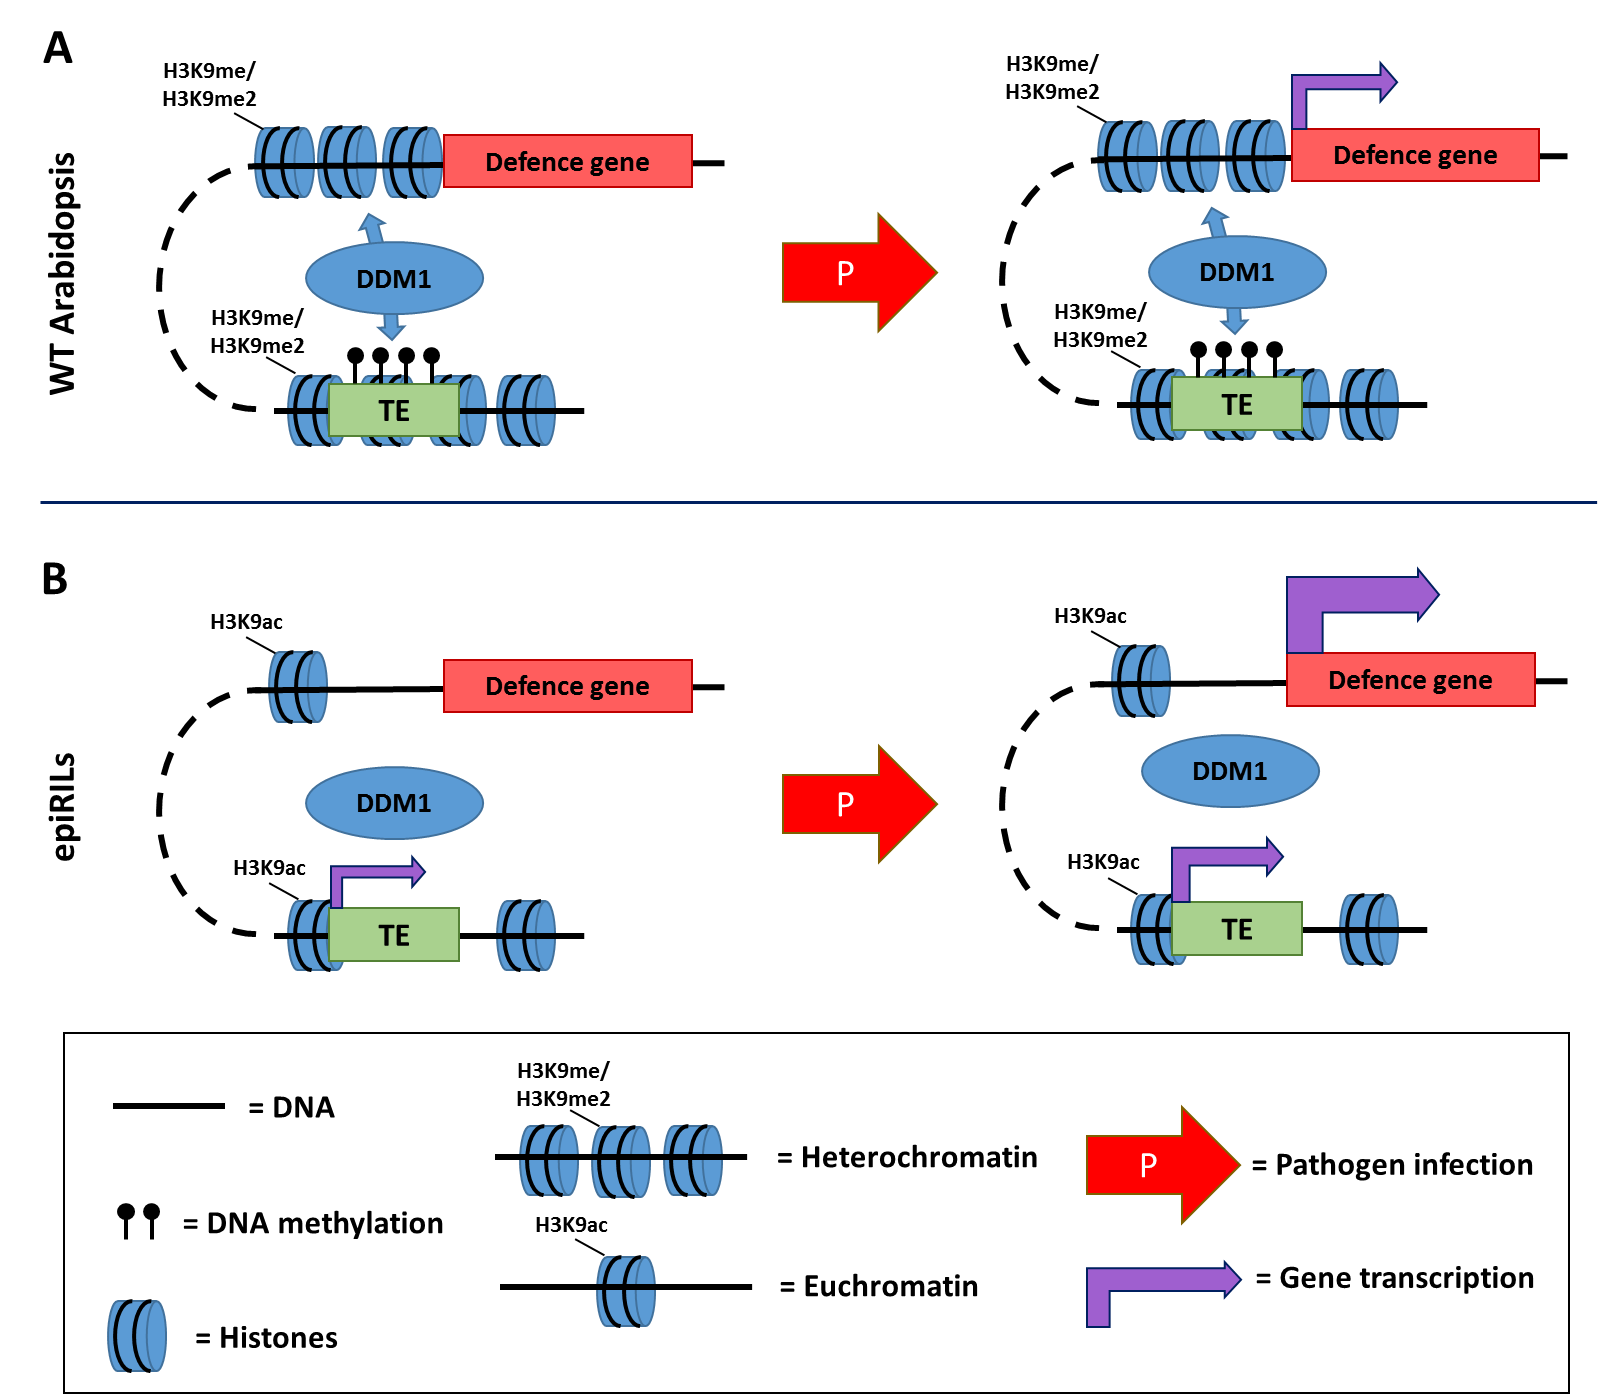 A
WT Arabidopsis
H3K9me/
H3K9me2
Defence gene
DDM1
H3K9me/
H3K9me2
TE
P
H3K9me/
H3K9me2
Defence gene
DDM1
H3K9me/
H3K9me2
TE
B
epiRILs
H3K9ac
Defence gene
DDM1
H3K9ac
TE
P
H3K9ac
Defence gene
DDM1
H3K9ac
TE
= DNA
= DNA methylation
= Histones
H3K9me/
H3K9me2
= Heterochromatin
H3K9ac
= Euchromatin
P
= Pathogen infection
= Gene transcription